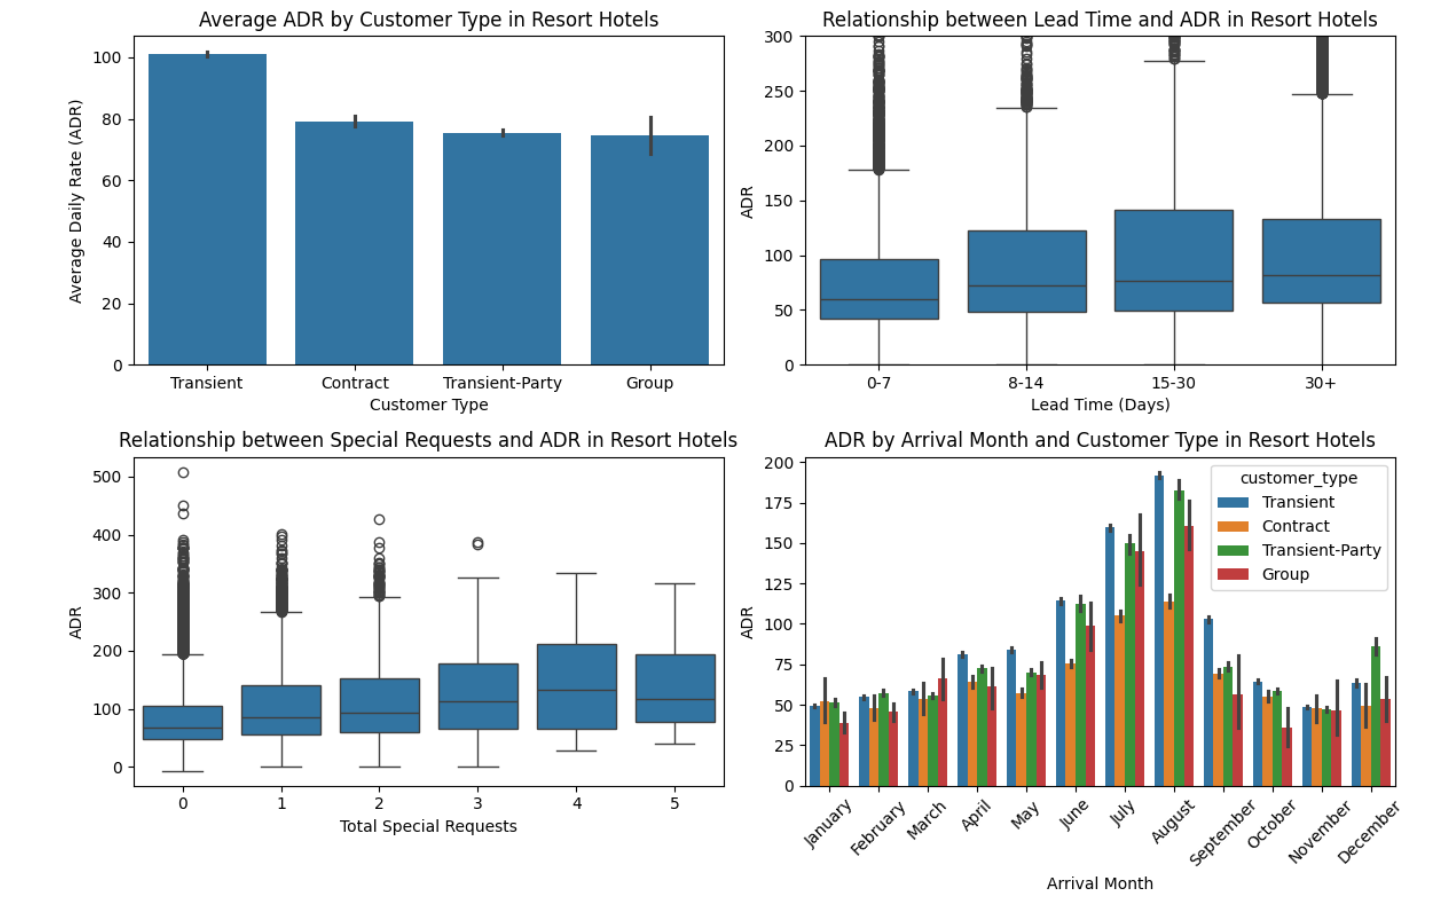 Average ADR by Customer Type in Resort Hotels
Average Daily Rate (ADR)
100
80
60
40
20
0
Transient Contract Transient-Party Group
Customer Type
Relationship between Lead Time and ADR in Resort Hotels
ADR
300
250
200
150
100
50
0
0-7 8-14 15-30 30+
Lead Time (Days)
Relationship between Special Requests and ADR in Resort Hotels
ADR
500
400
300
200
100
0
0 1 2 3 4 5
Total Special Requests
ADR by Arrival Month and Customer Type in Resort Hotels
ADR
200
175
150
125
100
75
50
25
0
customer_type
Transient
Contract
Transient-Party
Group
January February March April May June July August September October November December
Arrival Month